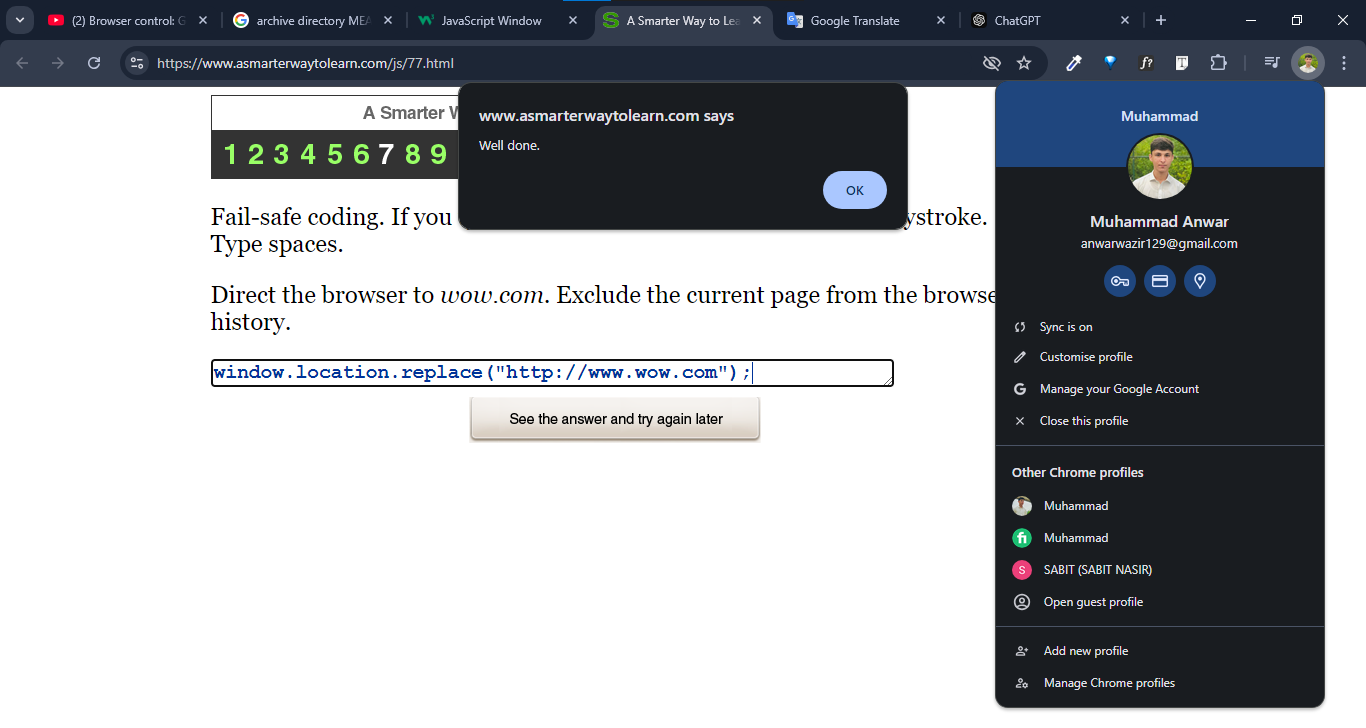 (2) Browser control: G
archive directory MEA
JavaScript Window
A Smarter Way to Lea
Google Translate
ChatGPT
https://www.asmarterwaytolearn.com/js/77.html
A Smarter W
1 2 3 4 5 6 7 8 9
www.asmarterwaytolearn.com says
Well done.
OK
Fail-safe coding. If you
ystroke.
Type spaces.
Direct the browser to wow.com. Exclude the current page from the browse
history.
window.location.replace("http://www.wow.com");
See the answer and try again later
Muhammad
Muhammad Anwar
anwarwazir129@gmail.com
Sync is on
Customise profile
Manage your Google Account
Close this profile
Other Chrome profiles
Muhammad
fi
Muhammad
S
SABIT (SABIT NASIR)
Open guest profile
Add new profile
Manage Chrome profiles